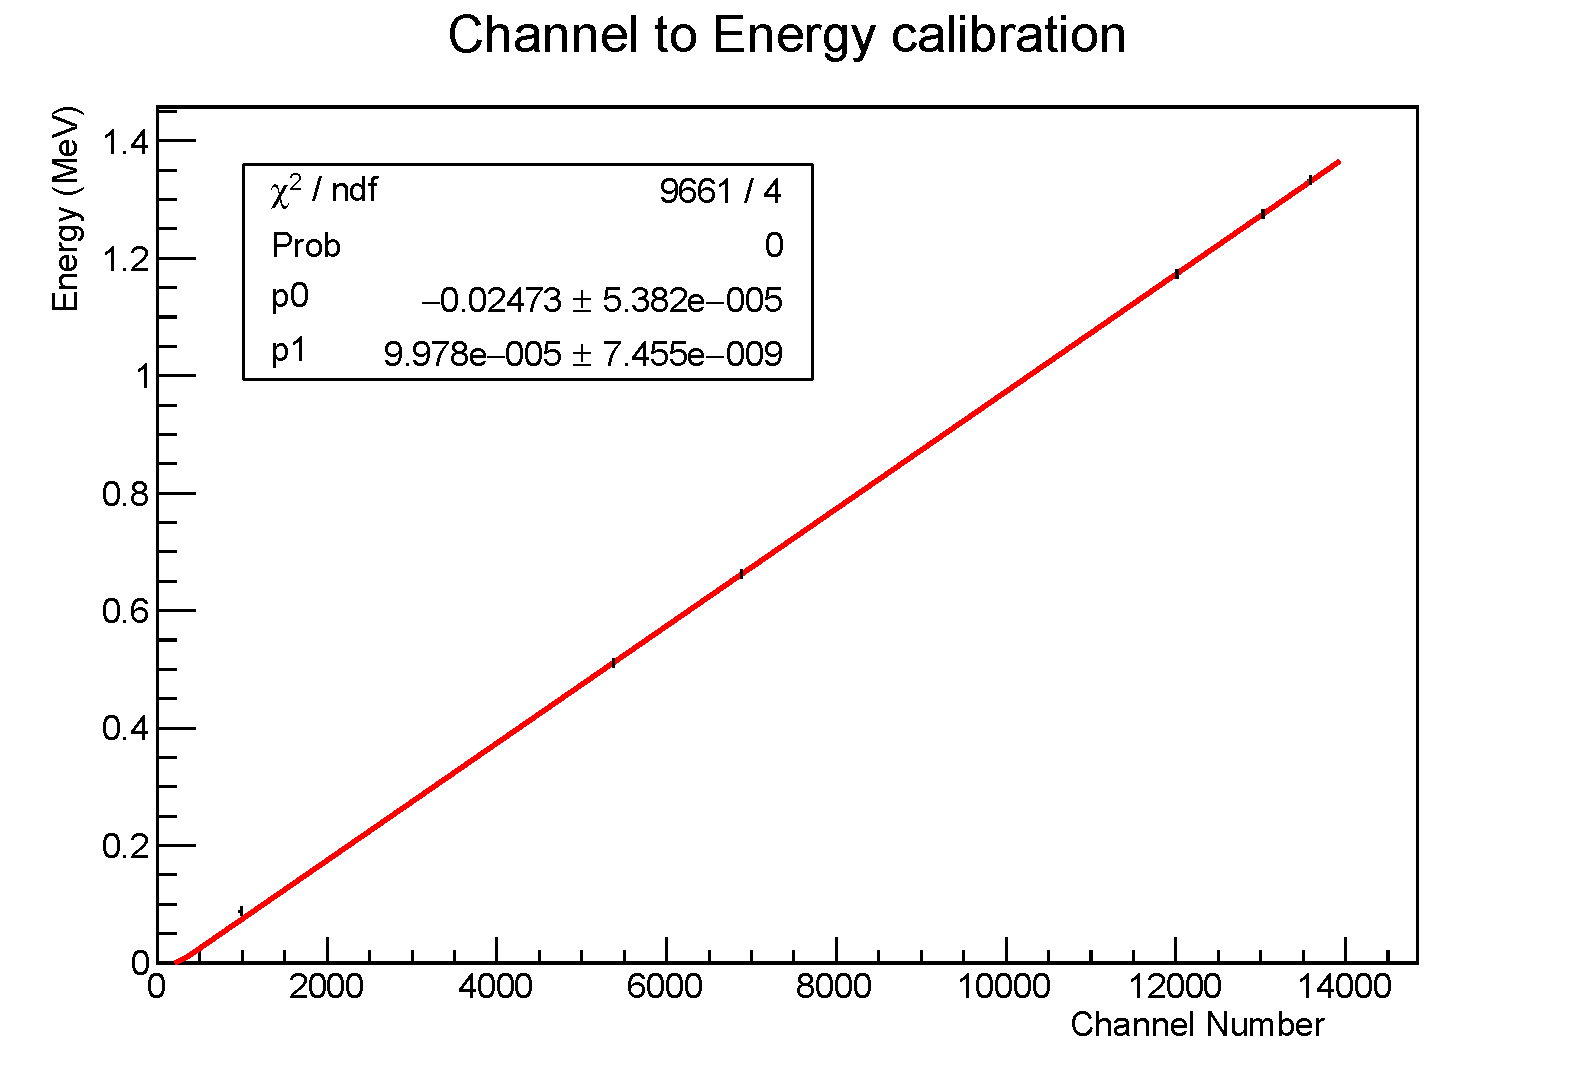 Channel to Energy calibration
Energy (MeV)
χ² / ndf 9661 / 4
Prob 0
p0 −0.02473 ± 5.382e−005
p1 9.978e−005 ± 7.455e−009
1.4
1.2
1
0.8
0.6
0.4
0.2
0
0 2000 4000 6000 8000 10000 12000 14000
Channel Number